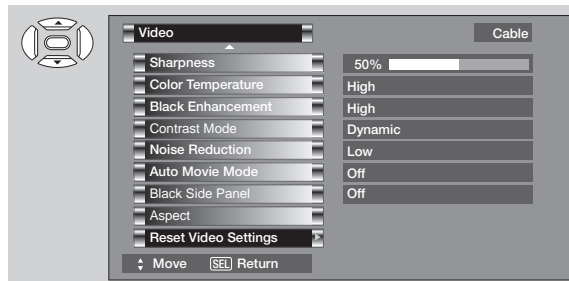 Video Cable
Sharpness 50%
Color Temperature High
Black Enhancement High
Contrast Mode Dynamic
Noise Reduction Low
Auto Movie Mode Off
Black Side Panel Off
Aspect
Reset Video Settings
Move SEL Return